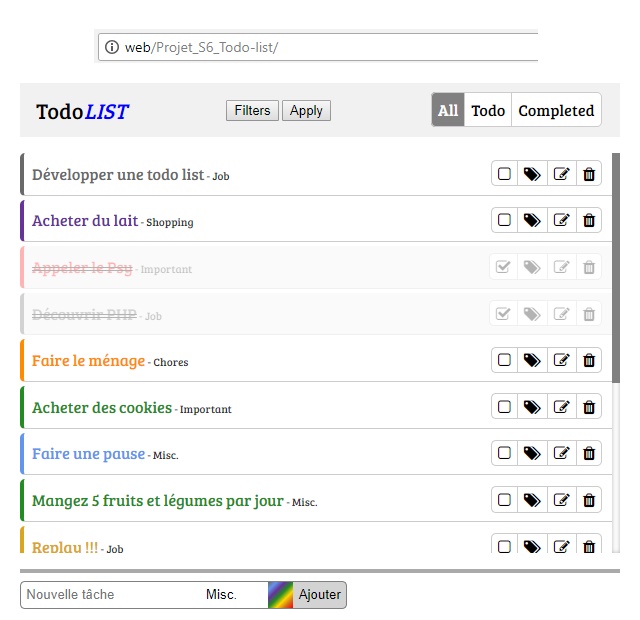 web/Projet_S6_Todo-list/
TodoLIST Filters Apply All Todo Completed
Développer une todo list - Job
Acheter du lait - Shopping
Appeler le Psy - Important
Découvrir PHP - Job
Faire le ménage - Chores
Acheter des cookies - Important
Faire une pause - Misc.
Mangez 5 fruits et légumes par jour - Misc.
Replay !!! - Job
Nouvelle tâche Misc. Ajouter